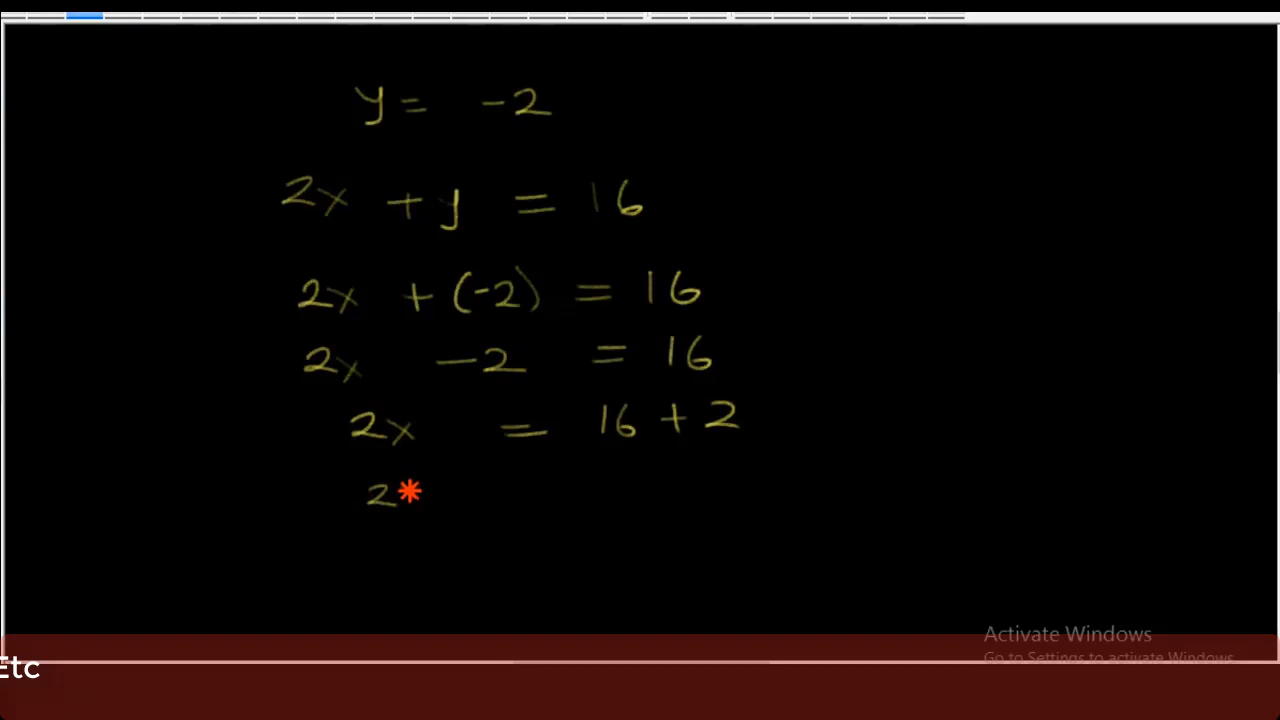 y = -2
2x + y = 16
2x + (-2) = 16
2x - 2 = 16
2x = 16 + 2
2
Activate Windows
Go to Settings to activate Windows.
Etc